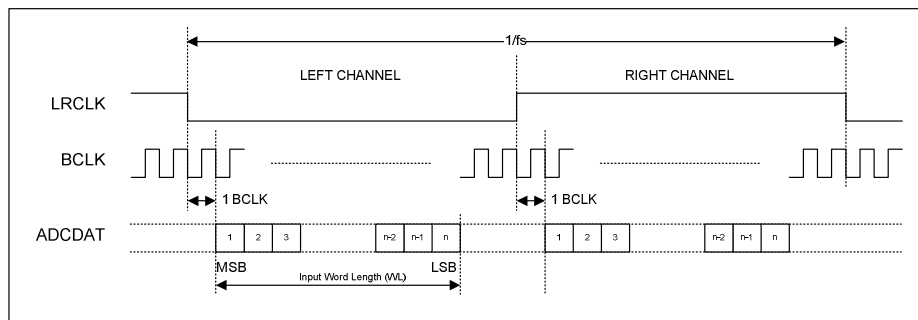 1/fs
LEFT CHANNEL RIGHT CHANNEL
LRCLK
BCLK
1 BCLK 1 BCLK
ADCDAT
1 2 3 n-2 n-1 n 1 2 3 n-2 n-1 n
MSB LSB
Input Word Length (WL)